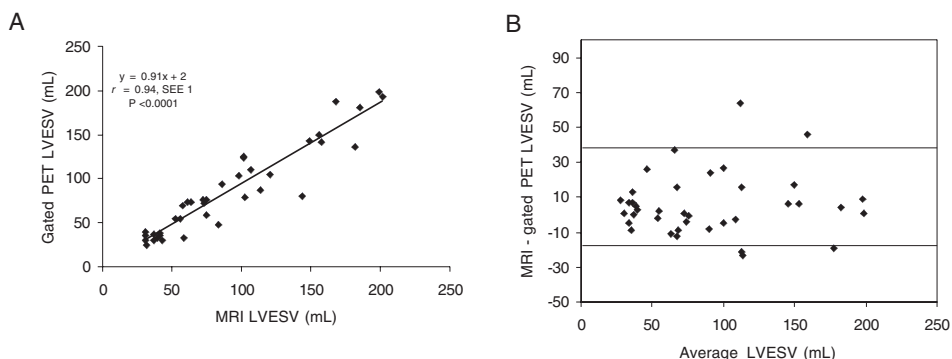 A
Gated PET LVESV (mL)
250
200
150
100
50
0
y = 0.91x + 2
r = 0.94, SEE 1
P <0.0001
0 50 100 150 200 250
MRI LVESV (mL)
B
MRI - gated PET LVESV (mL)
90
70
50
30
10
-10
-30
-50
0 50 100 150 200 250
Average LVESV (mL)